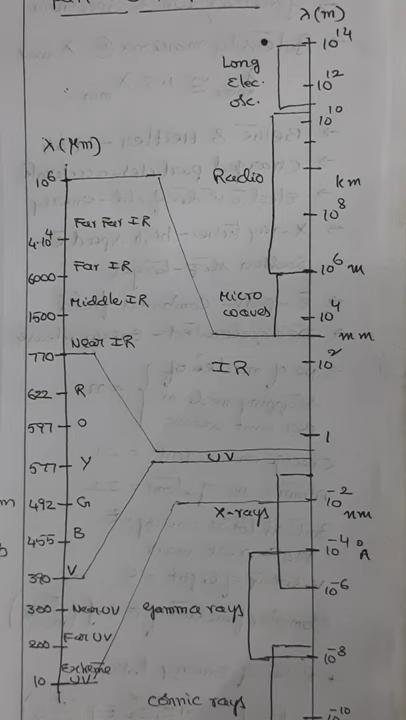 λ(m)
10^14
Long
Elec.
osc.
10^12
10^10
λ(μm)
10^6
Radio
km
10^8
Far Far IR
4·10^4
Far IR
6000
10^6 m
Middle IR
1500
Micro
waves
10^4
mm
Near IR
770
IR
10^2
622 R
597 O
1
577 Y
UV
492 G
X-rays
10^-2
nm
m
455 B
10^-4
Å
390 V
10^-6
300 Near UV
Gamma rays
200
Far UV
10^-8
Extreme
UV
10
cosmic rays
10^-10